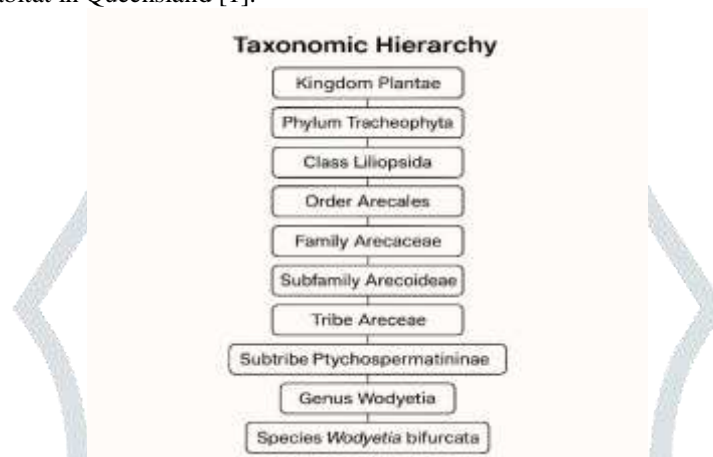 habitat in Queensland [1].
Taxonomic Hierarchy
Kingdom Plantae
Phylum Tracheophyta
Class Liliopsida
Order Arecales
Family Arecaceae
Subfamily Arecoideae
Tribe Areceae
Subtribe Ptychospermatininae
Genus Wodyetia
Species Wodyetia bifurcata